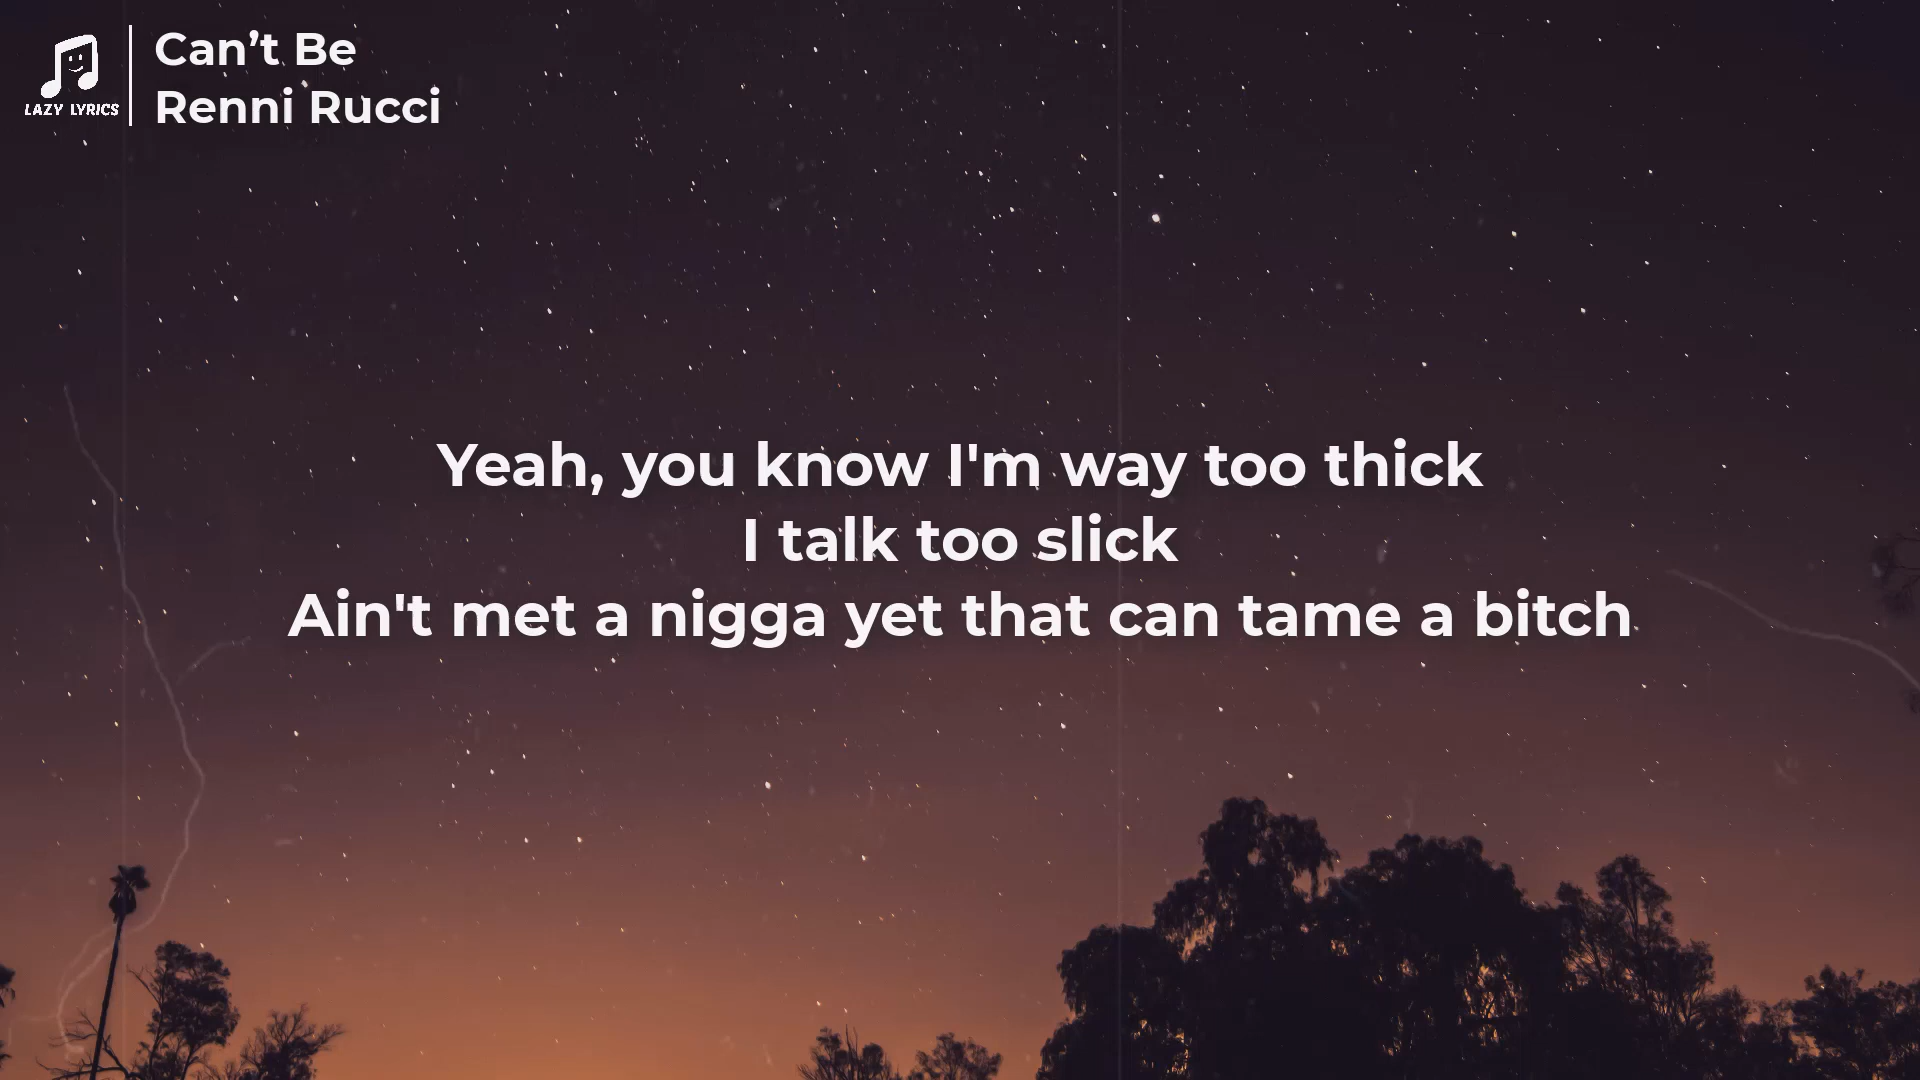 Can’t Be
Renni Rucci
LAZY LYRICS
Yeah, you know I'm way too thick
I talk too slick
Ain't met a nigga yet that can tame a bitch